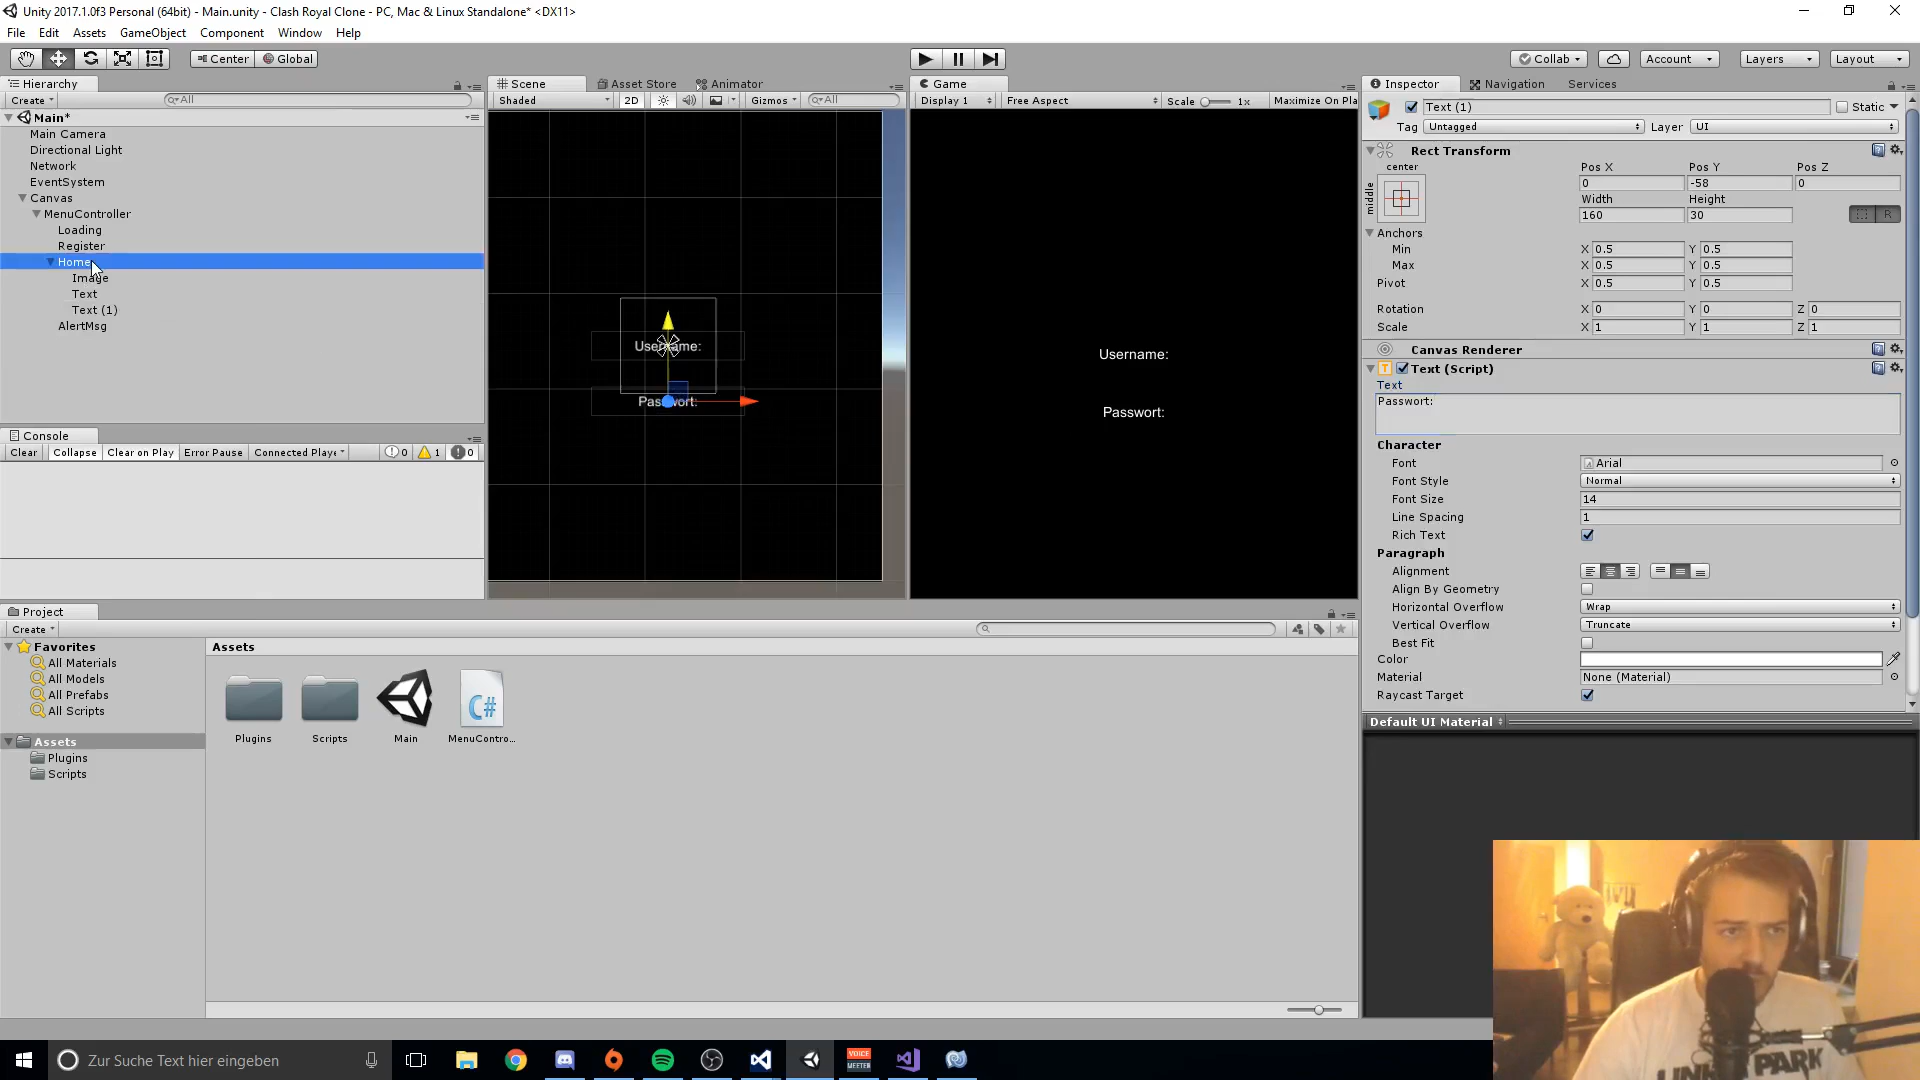 Unity 2017.1.0f3 Personal (64bit) - Main.unity - Clash Royal Clone - PC, Mac & Linux Standalone* <DX11>
File Edit Assets GameObject Component Window Help
Center Global Collab Account Layers Layout
Hierarchy Scene Asset Store Animator Game Inspector Navigation Services
Create All Shaded 2D Gizmos All Display 1 Free Aspect Scale 1x Maximize On Pla
Text (1) Static
Main*
Tag Untagged Layer UI
Main Camera
Directional Light
Network
EventSystem
Canvas
MenuController
Loading
Register
Home
Image
Text
Text (1)
AlertMsg
Username:
Passwort:
Username:
Passwort:
Rect Transform
center Pos X Pos Y Pos Z
middle 0 -58 0
Width Height
160 30 R
Anchors
Min X 0.5 Y 0.5
Max X 0.5 Y 0.5
Pivot X 0.5 Y 0.5
Rotation X 0 Y 0 Z 0
Scale X 1 Y 1 Z 1
Canvas Renderer
Text (Script)
Text
Passwort:
Character
Font Arial
Font Style Normal
Font Size 14
Line Spacing 1
Rich Text
Paragraph
Alignment
Align By Geometry
Horizontal Overflow Wrap
Vertical Overflow Truncate
Best Fit
Color
Material None (Material)
Raycast Target
Default UI Material
Console
Clear Collapse Clear on Play Error Pause Connected Playe 0 1 0
Project
Create
Favorites
All Materials
All Models
All Prefabs
All Scripts
Assets
Plugins
Scripts
Assets
Plugins Scripts Main MenuContro...
C#
Zur Suche Text hier eingeben
VOICE
MEETER
LINKIN PARK